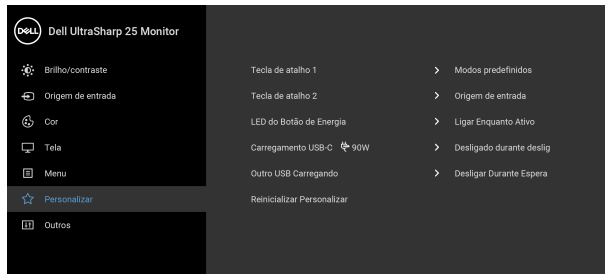 DELL Dell UltraSharp 25 Monitor
Brilho/contraste Tecla de atalho 1 Modos predefinidos
Origem de entrada Tecla de atalho 2 Origem de entrada
Cor LED do Botão de Energia Ligar Enquanto Ativo
Tela Carregamento USB-C 90W Desligado durante deslig
Menu Outro USB Carregando Desligar Durante Espera
Personalizar Reinicializar Personalizar
Outros